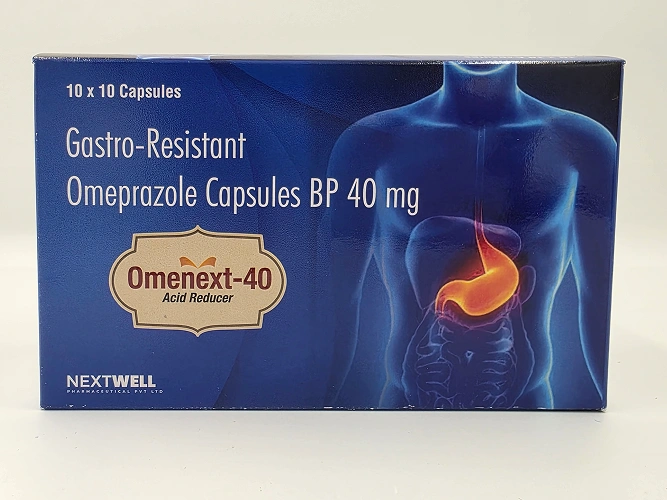 10 x 10 Capsules
Gastro-Resistant
Omeprazole Capsules BP 40 mg
Omenext-40
Acid Reducer
NEXTWELL
PHARMACEUTICAL PVT LTD